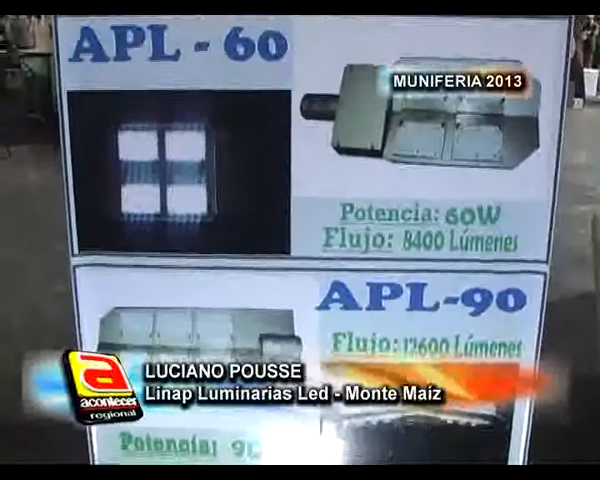 APL - 60
MUNIFERIA 2013
Potencia: 60W
Flujo: 8400 Lúmenes
APL-90
Flujo: 12600 Lúmenes
LUCIANO POUSSE
Linap Luminarias Led - Monte Maíz
a
acontecer
regional
Potencia: